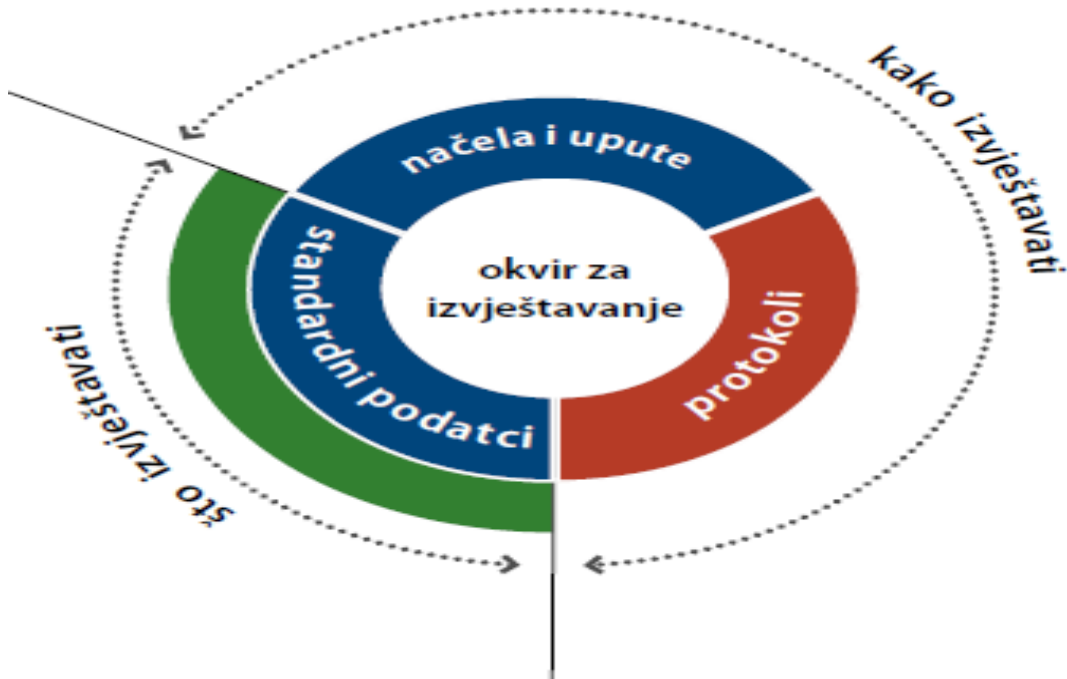 kako izvještavati
načela i upute
okvir za
izvještavanje
standardni podatci
protokoli
što izvještavati